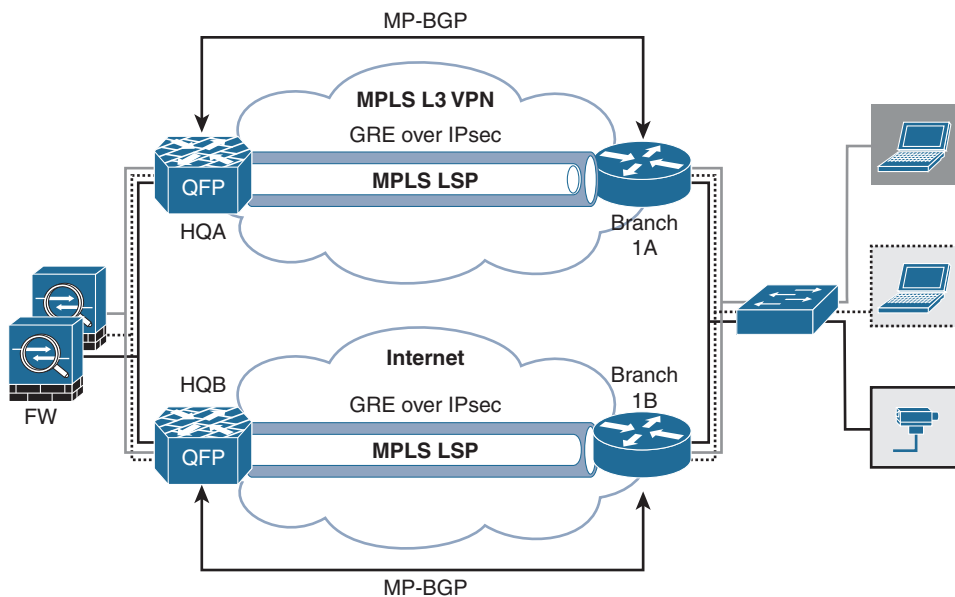 MP-BGP
MPLS L3 VPN
GRE over IPsec
MPLS LSP
QFP
HQA
Branch
1A
FW
Internet
HQB
Branch
1B
GRE over IPsec
MPLS LSP
QFP
MP-BGP